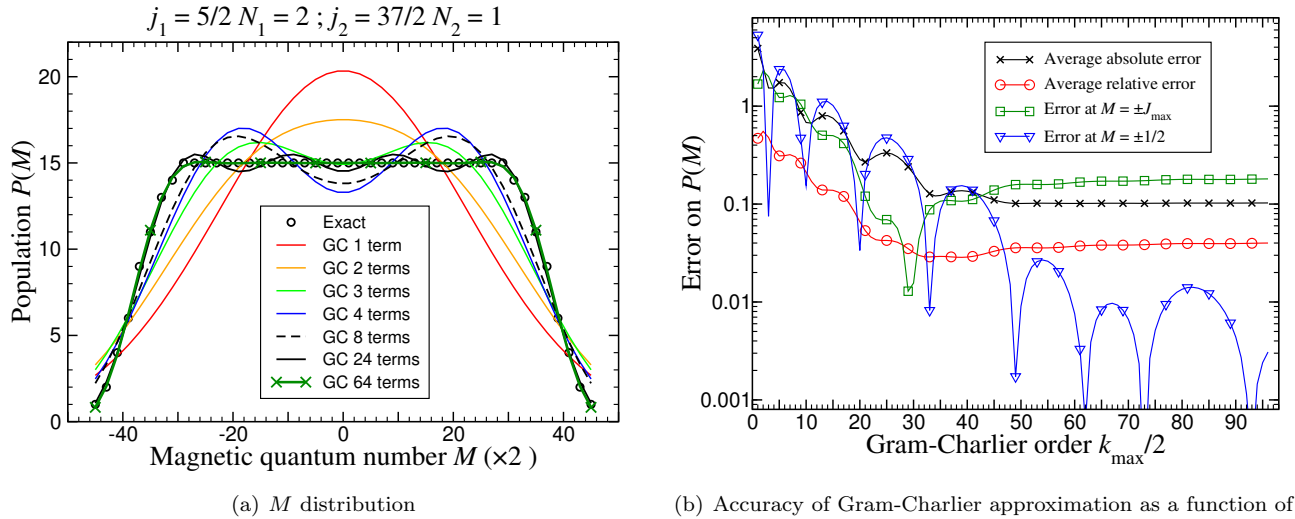 j₁ = 5/2 N₁ = 2 ; j₂ = 37/2 N₂ = 1
Population P(M)
20
15
10
5
0
Exact
GC 1 term
GC 2 terms
GC 3 terms
GC 4 terms
GC 8 terms
GC 24 terms
GC 64 terms
-40 -20 0 20 40
Magnetic quantum number M (×2 )
(a) M distribution
Error on P(M)
1
0.1
0.01
0.001
Average absolute error
Average relative error
Error at M = ±J_max
Error at M = ±1/2
0 10 20 30 40 50 60 70 80 90
Gram-Charlier order k_max/2
(b) Accuracy of Gram-Charlier approximation as a function of